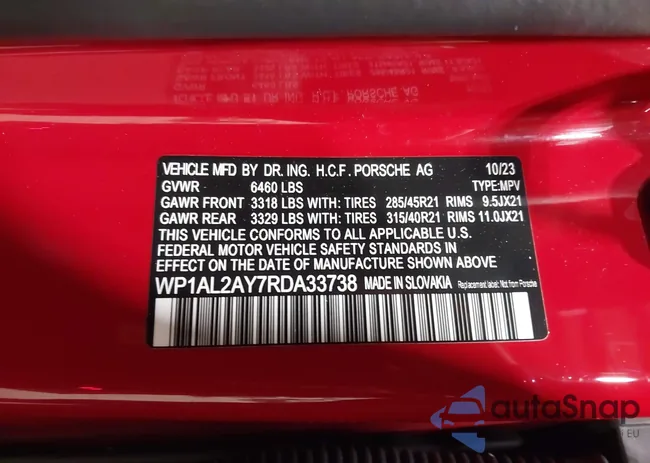 VEHICLE MFD BY DR. ING. H.C.F. PORSCHE AG 10/23
GVWR 6460 LBS TYPE:MPV
GAWR FRONT 3318 LBS WITH: TIRES 285/45R21 RIMS 9.5JX21
GAWR REAR 3329 LBS WITH: TIRES 315/40R21 RIMS 11.0JX21
THIS VEHICLE CONFORMS TO ALL APPLICABLE U.S.
FEDERAL MOTOR VEHICLE SAFETY STANDARDS IN
EFFECT ON THE DATE OF MANUFACTURE SHOWN ABOVE
WP1AL2AY7RDA33738 MADE IN SLOVAKIA Replacement label: Not from Porsche
autoSnap
EU